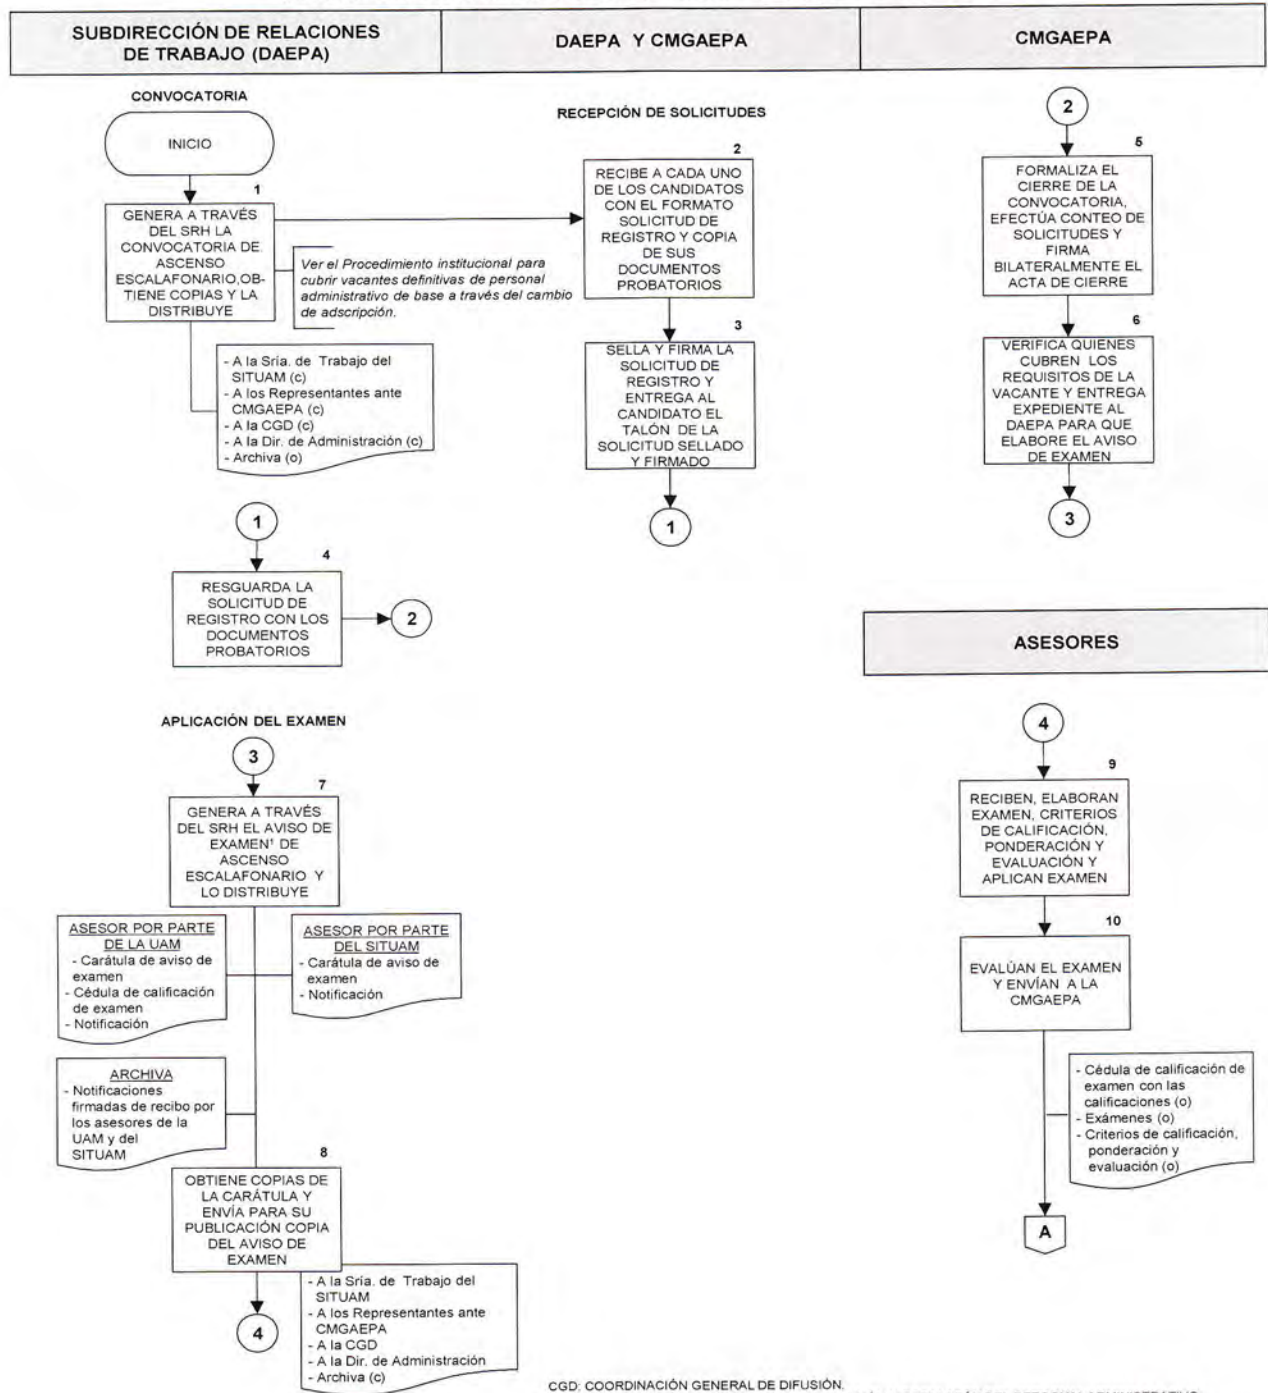 SUBDIRECCIÓN DE RELACIONES
DE TRABAJO (DAEPA)
DAEPA Y CMGAEPA
CMGAEPA
CONVOCATORIA
INICIO
1
GENERA A TRAVÉS
DEL SRH LA
CONVOCATORIA DE
ASCENSO
ESCALAFONARIO,OB-
TIENE COPIAS Y LA
DISTRIBUYE
Ver el Procedimiento institucional para
cubrir vacantes definitivas de personal
administrativo de base a través del cambio
de adscripción.
- A la Sría. de Trabajo del
SITUAM (c)
- A los Representantes ante
CMGAEPA (c)
- A la CGD (c)
- A la Dir. de Administración (c)
- Archiva (o)
RECEPCIÓN DE SOLICITUDES
2
RECIBE A CADA UNO
DE LOS CANDIDATOS
CON EL FORMATO
SOLICITUD DE
REGISTRO Y COPIA
DE SUS
DOCUMENTOS
PROBATORIOS
3
SELLA Y FIRMA LA
SOLICITUD DE
REGISTRO Y
ENTREGA AL
CANDIDATO EL
TALÓN DE LA
SOLICITUD SELLADO
Y FIRMADO
1
2
5
FORMALIZA EL
CIERRE DE LA
CONVOCATORIA,
EFECTÚA CONTEO DE
SOLICITUDES Y
FIRMA
BILATERALMENTE EL
ACTA DE CIERRE
6
VERIFICA QUIENES
CUBREN LOS
REQUISITOS DE LA
VACANTE Y ENTREGA
EXPEDIENTE AL
DAEPA PARA QUE
ELABORE EL AVISO
DE EXAMEN
3
1
4
RESGUARDA LA
SOLICITUD DE
REGISTRO CON LOS
DOCUMENTOS
PROBATORIOS
2
ASESORES
APLICACIÓN DEL EXAMEN
3
7
GENERA A TRAVÉS
DEL SRH EL AVISO DE
EXAMEN¹ DE
ASCENSO
ESCALAFONARIO Y
LO DISTRIBUYE
ASESOR POR PARTE
DE LA UAM
- Carátula de aviso de
examen
- Cédula de calificación
de examen
- Notificación
ASESOR POR PARTE
DEL SITUAM
- Carátula de aviso de
examen
- Notificación
ARCHIVA
- Notificaciones
firmadas de recibo por
los asesores de la
UAM y del
SITUAM
8
OBTIENE COPIAS DE
LA CARÁTULA Y
ENVÍA PARA SU
PUBLICACIÓN COPIA
DEL AVISO DE
EXAMEN
- A la Sría. de Trabajo del
SITUAM
- A los Representantes ante
CMGAEPA
- A la CGD
- A la Dir. de Administración
- Archiva (c)
4
4
9
RECIBEN, ELABORAN
EXAMEN, CRITERIOS
DE CALIFICACIÓN,
PONDERACIÓN Y
EVALUACIÓN Y
APLICAN EXAMEN
10
EVALÚAN EL EXAMEN
Y ENVÍAN A LA
CMGAEPA
- Cédula de calificación de
examen con las
calificaciones (o)
- Exámenes (o)
- Criterios de calificación,
ponderación y
evaluación (o)
A
CGD: COORDINACIÓN GENERAL DE DIFUSIÓN.